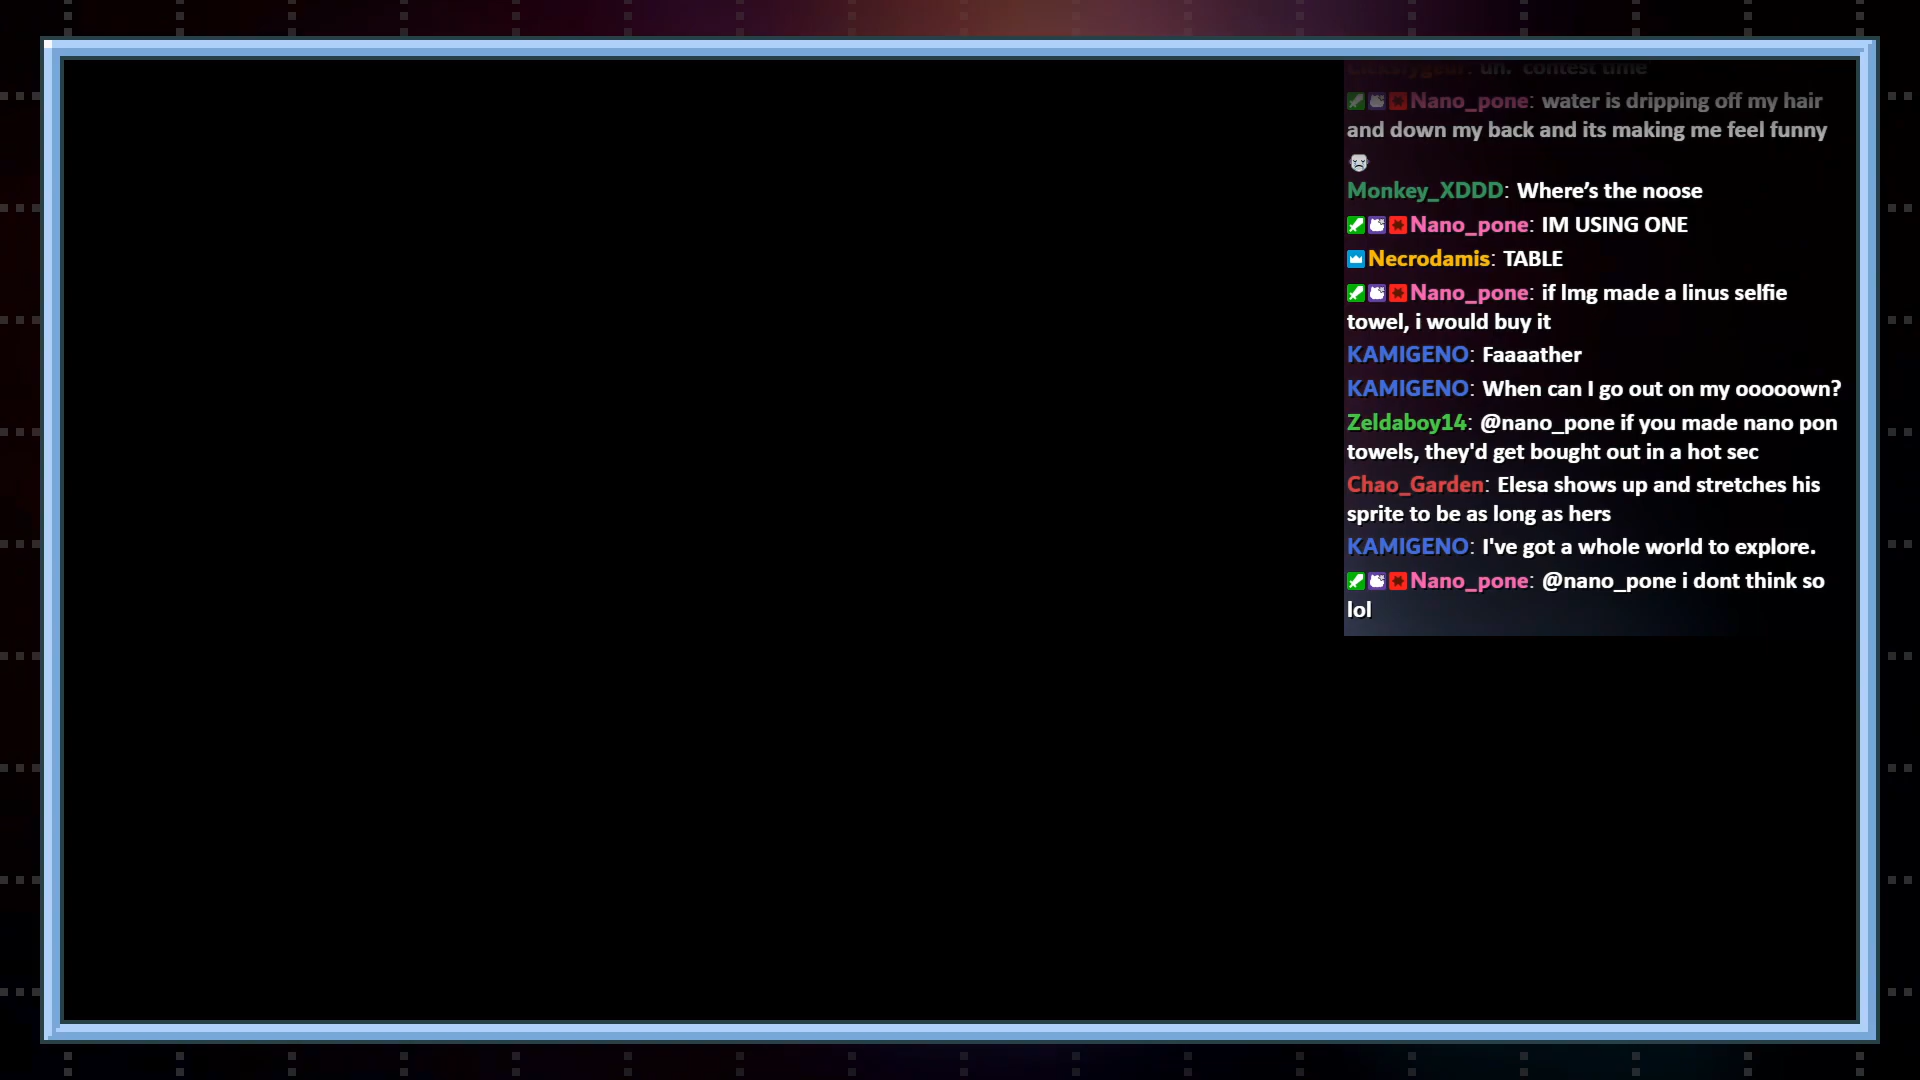 uh. contest time
Nano_pone: water is dripping off my hair
and down my back and its making me feel funny
Monkey_XDDD: Where’s the noose
Nano_pone: IM USING ONE
Necrodamis: TABLE
Nano_pone: if lmg made a linus selfie
towel, i would buy it
KAMIGENO: Faaaather
KAMIGENO: When can I go out on my ooooown?
Zeldaboy14: @nano_pone if you made nano pon
towels, they'd get bought out in a hot sec
Chao_Garden: Elesa shows up and stretches his
sprite to be as long as hers
KAMIGENO: I've got a whole world to explore.
Nano_pone: @nano_pone i dont think so
lol